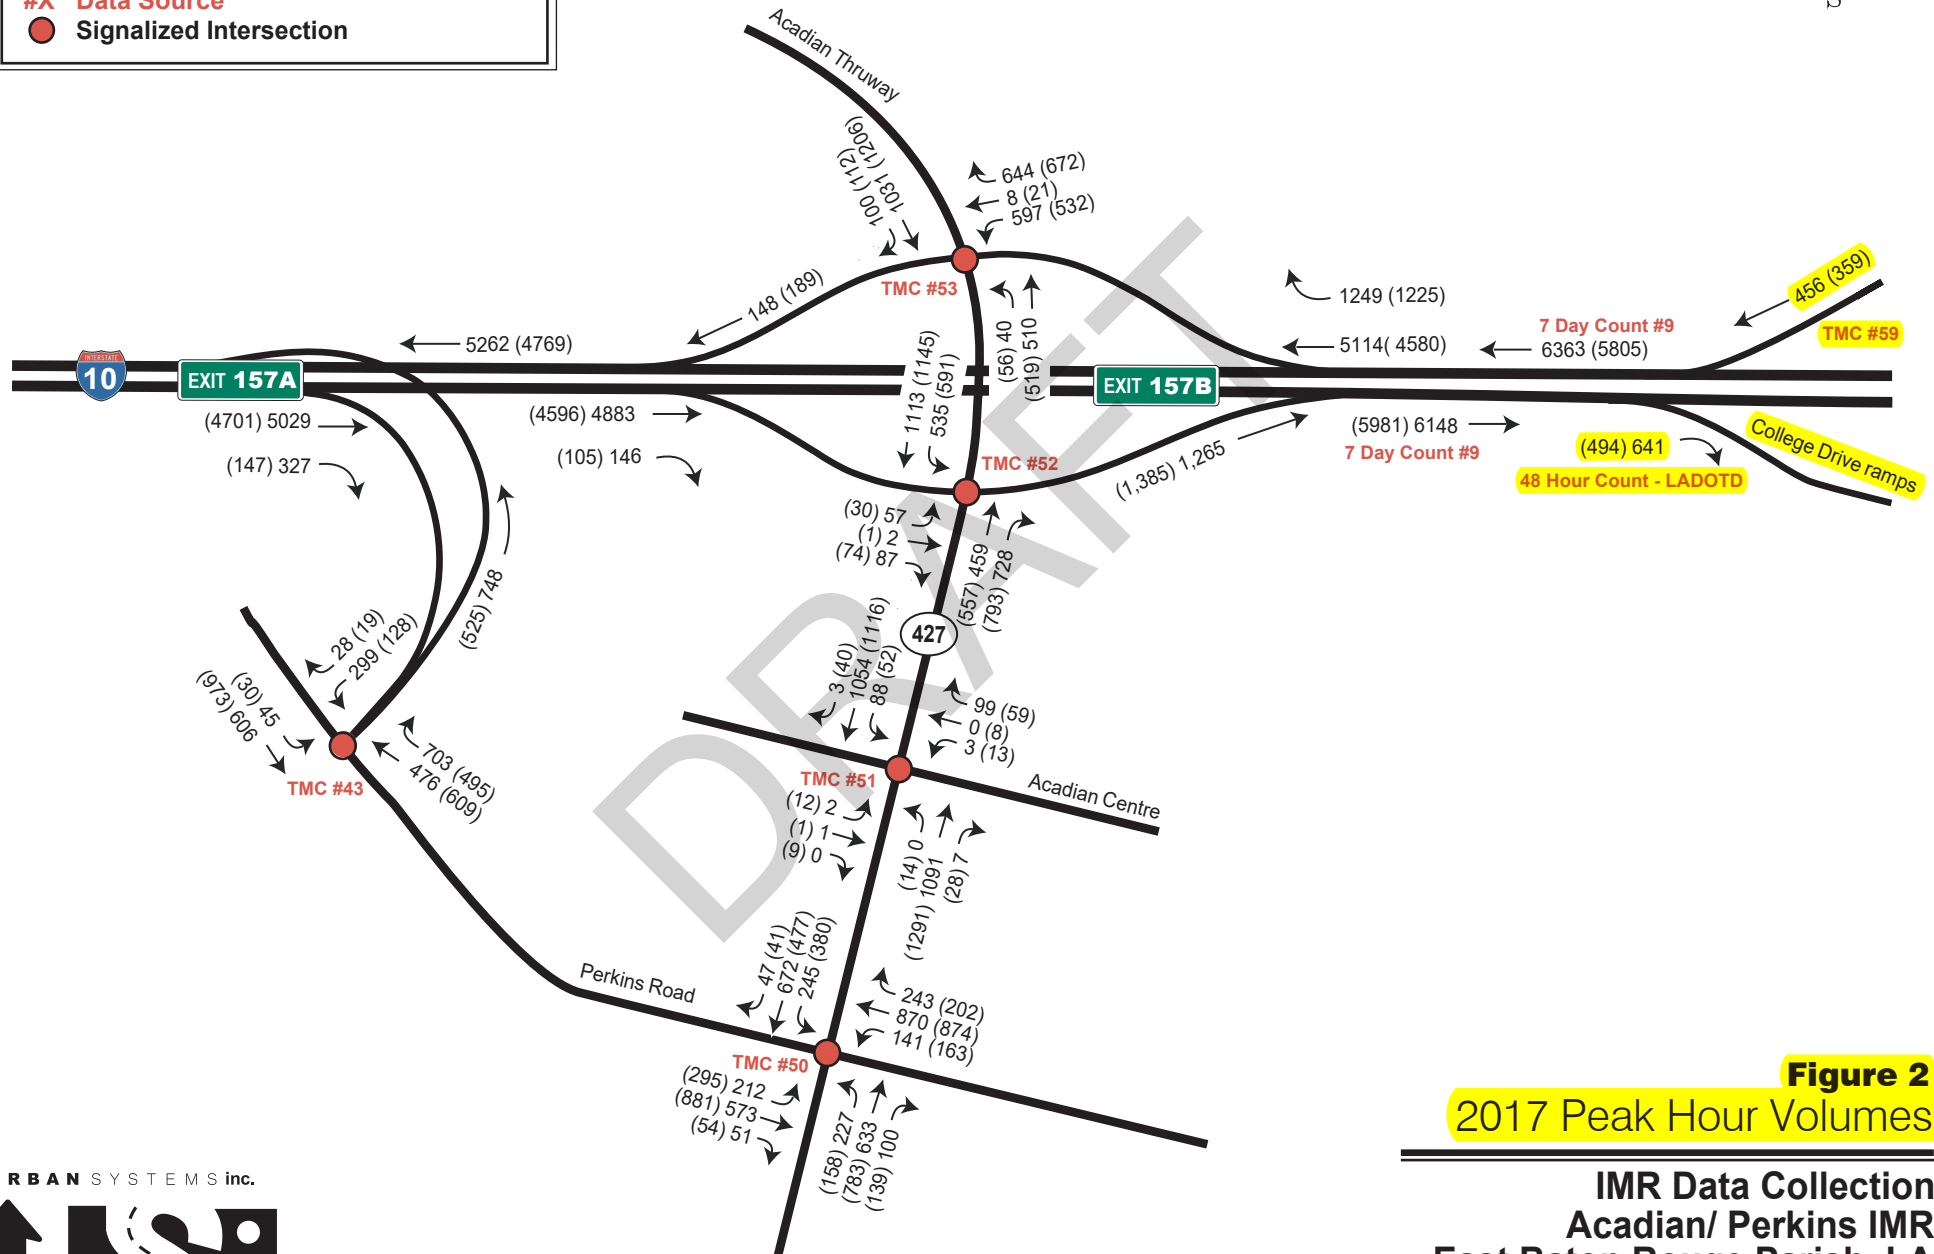 #X Data Source
Signalized Intersection
S
Acadian Thruway
(1206)
1031
(112)
100
644 (672)
8 (21)
597 (532)
TMC #53
148 (189)
1249 (1225)
456 (359)
TMC #59
7 Day Count #9
6363 (5805)
5114( 4580)
5262 (4769)
(56) 40
(519) 510
1113 (1145)
535 (591)
INTERSTATE
10
EXIT 157A
EXIT 157B
(4701) 5029
(147) 327
(4596) 4883
(105) 146
TMC #52
(1,385) 1,265
(5981) 6148
7 Day Count #9
(494) 641
48 Hour Count - LADOTD
College Drive ramps
(30) 57
(1) 2
(74) 87
(557) 459
(793) 728
427
(525) 748
28 (19)
299 (128)
(30) 45
(973) 606
TMC #43
703 (495)
476 (609)
3 (40)
1054 (1116)
88 (52)
99 (59)
0 (8)
3 (13)
TMC #51
Acadian Centre
(12) 2
(1) 1
(9) 0
(14) 0
(1291) 1091
(28) 7
DRAFT
Perkins Road
47 (41)
672 (477)
245 (380)
243 (202)
870 (874)
141 (163)
TMC #50
(295) 212
(881) 573
(54) 51
(158) 227
(783) 633
(139) 100
Figure 2
2017 Peak Hour Volumes
IMR Data Collection
Acadian/ Perkins IMR
East Baton Rouge Parish, LA
RBAN SYSTEMS inc.